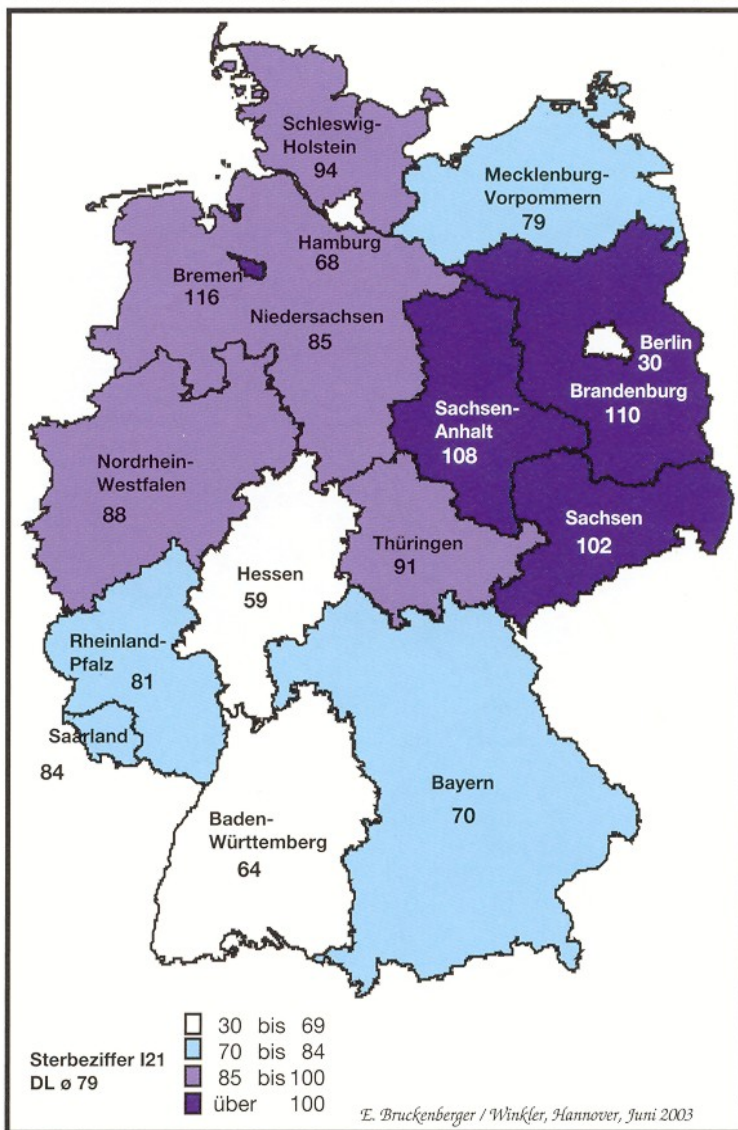 Schleswig-
Holstein
94
Mecklenburg-
Vorpommern
79
Hamburg
68
Bremen
116
Niedersachsen
85
Berlin
30
Brandenburg
110
Sachsen-
Anhalt
108
Nordrhein-
Westfalen
88
Sachsen
102
Thüringen
91
Hessen
59
Rheinland-
Pfalz
81
Saarland
84
Bayern
70
Baden-
Württemberg
64
30 bis 69
70 bis 84
85 bis 100
über 100
Sterbeziffer I21
DL ø 79
E. Bruckenberger / Winkler, Hannover, Juni 2003